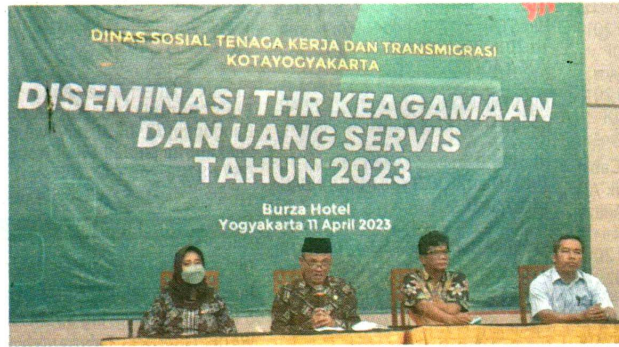 DINAS SOSIAL TENAGA KERJA DAN TRANSMIGRASI
KOTAYOGYAKARTA
DISEMINASI THR KEAGAMAAN
DAN UANG SERVIS
TAHUN 2023
Burza Hotel
Yogyakarta 11 April 2023